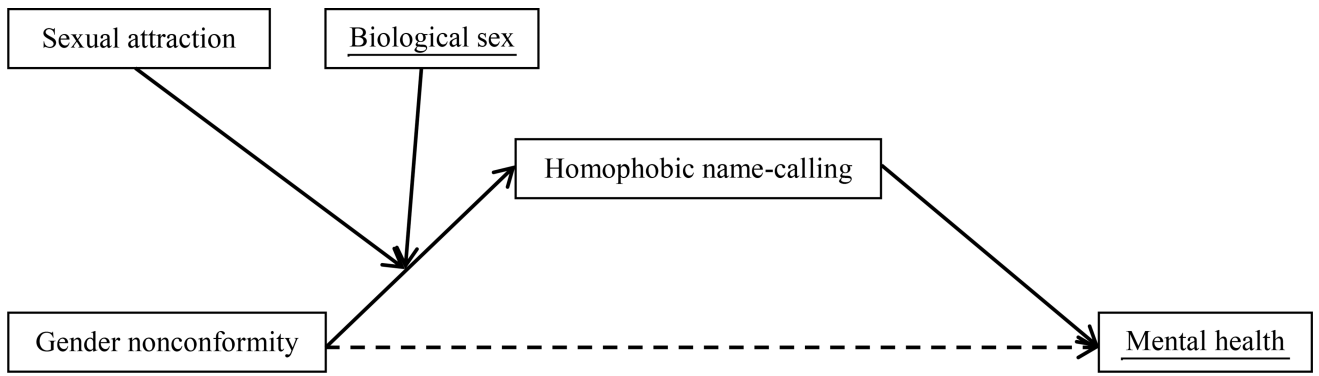 Sexual attraction
Biological sex
Homophobic name-calling
Gender nonconformity
Mental health